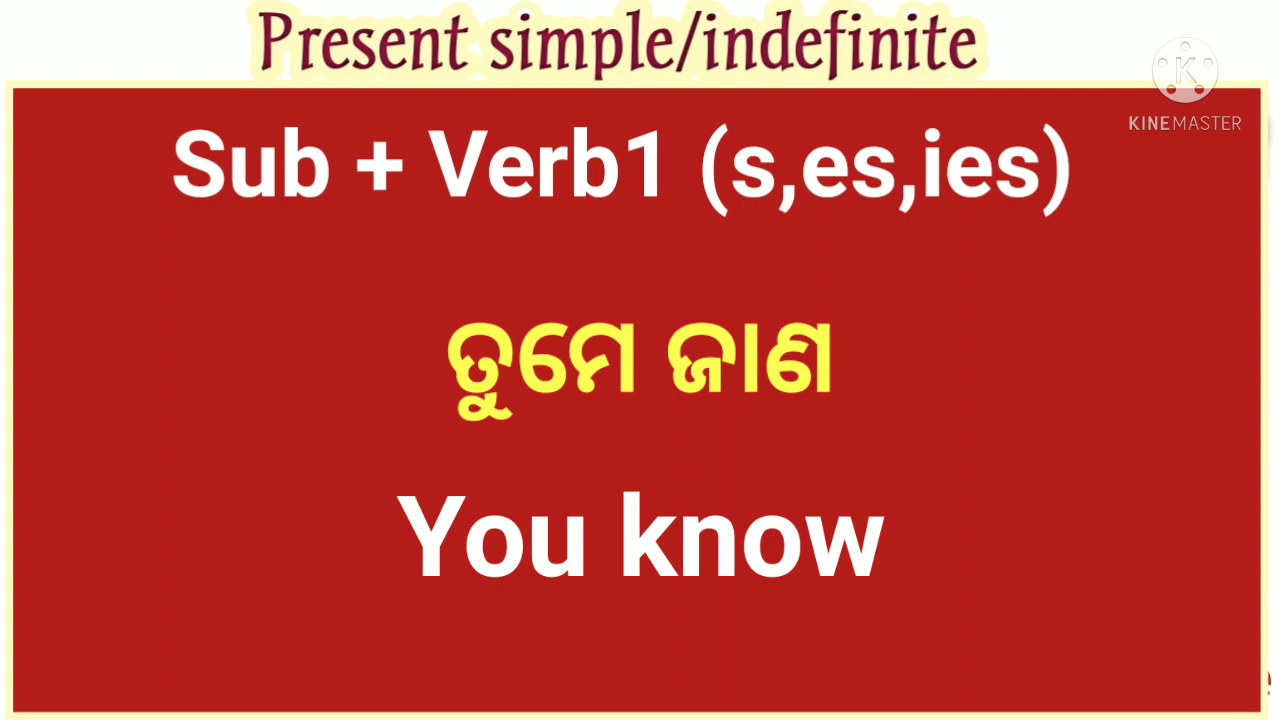 Present simple/indefinite
KINEMASTER
Sub + Verb1 (s,es,ies)
ତୁମେ ଜାଣ
You know